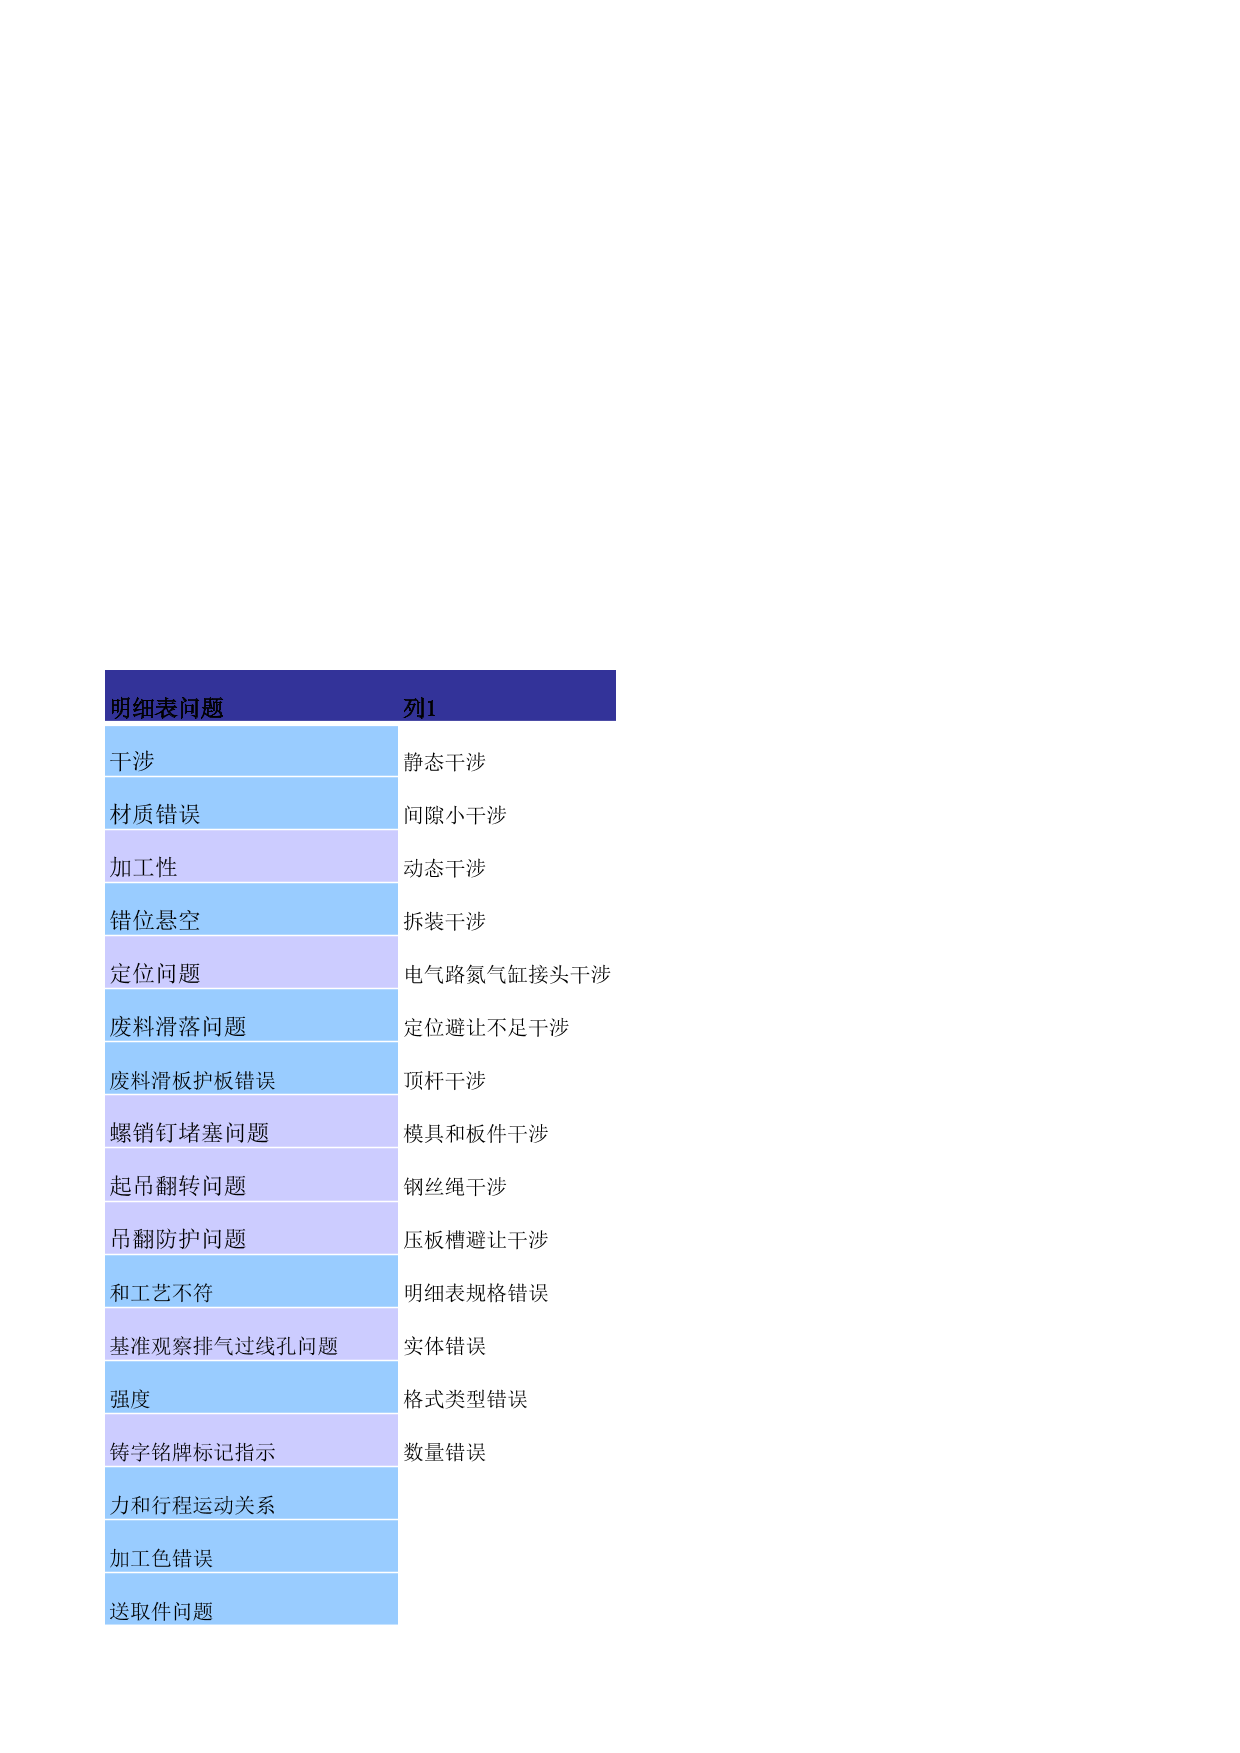 明细表问题 列1
干涉 静态干涉
材质错误 间隙小干涉
加工性 动态干涉
错位悬空 拆装干涉
定位问题 电气路氮气缸接头干涉
废料滑落问题 定位避让不足干涉
废料滑板护板错误 顶杆干涉
螺销钉堵塞问题 模具和板件干涉
起吊翻转问题 钢丝绳干涉
吊翻防护问题 压板槽避让干涉
和工艺不符 明细表规格错误
基准观察排气过线孔问题 实体错误
强度 格式类型错误
铸字铭牌标记指示 数量错误
力和行程运动关系
加工色错误
送取件问题